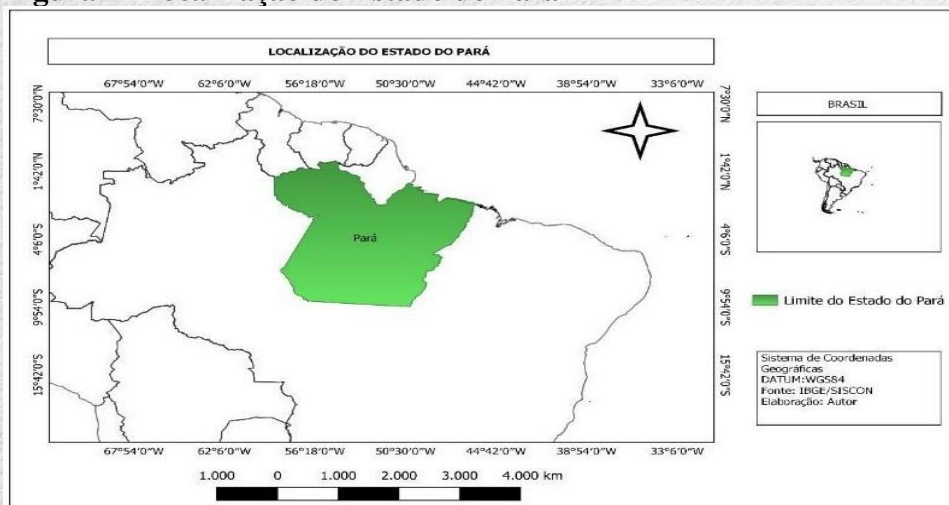 LOCALIZAÇÃO DO ESTADO DO PARÁ
67°54'0"W 62°6'0"W 56°18'0"W 50°30'0"W 44°42'0"W 38°54'0"W 33°6'0"W
7°30'0"N
1°42'0"N
4°6'0"S
9°54'0"S
15°42'0"S
Pará
7°30'0"N
1°42'0"N
4°6'0"S
9°54'0"S
15°42'0"S
67°54'0"W 62°6'0"W 56°18'0"W 50°30'0"W 44°42'0"W 38°54'0"W 33°6'0"W
1.000 0 1.000 2.000 3.000 4.000 km
BRASIL
Limite do Estado do Pará
Sistema de Coordenadas
Geográficas
DATUM:WGS84
Fonte: IBGE/SISCON
Elaboração: Autor